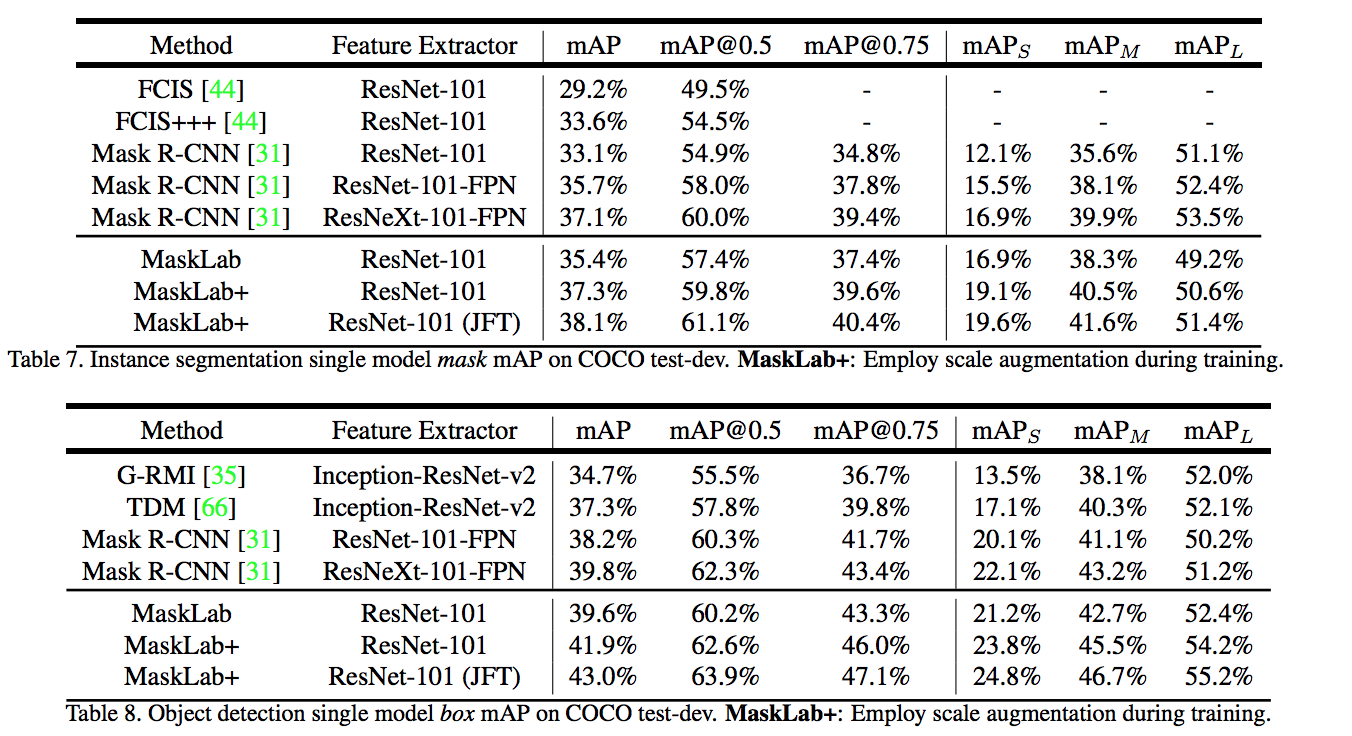 Method Feature Extractor mAP mAP@0.5 mAP@0.75 mAP_S mAP_M mAP_L
FCIS [44] ResNet-101 29.2% 49.5% - - - -
FCIS+++ [44] ResNet-101 33.6% 54.5% - - - -
Mask R-CNN [31] ResNet-101 33.1% 54.9% 34.8% 12.1% 35.6% 51.1%
Mask R-CNN [31] ResNet-101-FPN 35.7% 58.0% 37.8% 15.5% 38.1% 52.4%
Mask R-CNN [31] ResNeXt-101-FPN 37.1% 60.0% 39.4% 16.9% 39.9% 53.5%
MaskLab ResNet-101 35.4% 57.4% 37.4% 16.9% 38.3% 49.2%
MaskLab+ ResNet-101 37.3% 59.8% 39.6% 19.1% 40.5% 50.6%
MaskLab+ ResNet-101 (JFT) 38.1% 61.1% 40.4% 19.6% 41.6% 51.4%
Table 7. Instance segmentation single model mask mAP on COCO test-dev. MaskLab+: Employ scale augmentation during training.
Method Feature Extractor mAP mAP@0.5 mAP@0.75 mAP_S mAP_M mAP_L
G-RMI [35] Inception-ResNet-v2 34.7% 55.5% 36.7% 13.5% 38.1% 52.0%
TDM [66] Inception-ResNet-v2 37.3% 57.8% 39.8% 17.1% 40.3% 52.1%
Mask R-CNN [31] ResNet-101-FPN 38.2% 60.3% 41.7% 20.1% 41.1% 50.2%
Mask R-CNN [31] ResNeXt-101-FPN 39.8% 62.3% 43.4% 22.1% 43.2% 51.2%
MaskLab ResNet-101 39.6% 60.2% 43.3% 21.2% 42.7% 52.4%
MaskLab+ ResNet-101 41.9% 62.6% 46.0% 23.8% 45.5% 54.2%
MaskLab+ ResNet-101 (JFT) 43.0% 63.9% 47.1% 24.8% 46.7% 55.2%
Table 8. Object detection single model box mAP on COCO test-dev. MaskLab+: Employ scale augmentation during training.